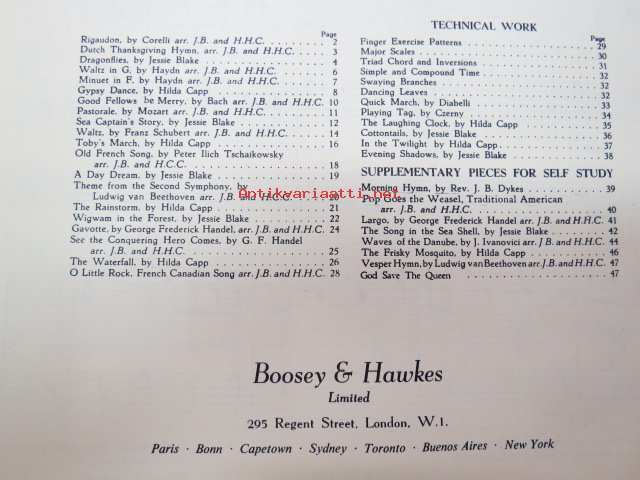 Page
Rigaudon, by Corelli arr. J.B. and H.H.C. . . . . . . . 2
Dutch Thanksgiving Hymn, arr. J.B. and H.H.C. . . . . . 3
Dragonflies, by Jessie Blake . . . . . . . . 4
Waltz in G, by Haydn arr. J.B. and H.H.C. . . . . . 6
Minuet in F, by Haydn arr. J.B. and H.H.C. . . . . . 7
Gypsy Dance, by Hilda Capp . . . . . . . . 8
Good Fellows be Merry, by Bach arr. J.B. and H.H.C. 10
Pastorale, by Mozart arr. J.B. and H.H.C. . . . . . 11
Sea Captain's Story, by Jessie Blake . . . . . . . 12
Waltz, by Franz Schubert arr. J.B. and H.H.C. . . . 14
Toby's March, by Hilda Capp . . . . . . . . 16
Old French Song, by Peter Ilich Tschaikowsky
arr. J.B. and H.H.C. . . . . . . . . 18
A Day Dream, by Jessie Blake . . . . . . . . 19
Theme from the Second Symphony, by
Ludwig van Beethoven arr. J.B. and H.H.C. . . . 20
The Rainstorm, by Hilda Capp . . . . . . . . 21
Wigwam in the Forest, by Jessie Blake . . . . . . 22
Gavotte, by George Frederick Handel, arr. J.B. and H.H.C. 24
See the Conquering Hero Comes, by G. F. Handel
arr. J.B. and H.H.C. . . . . . . . . 25
The Waterfall, by Hilda Capp . . . . . . . . 26
O Little Rock, French Canadian Song arr. J.B. and H.H.C. 28
TECHNICAL WORK
Page
Finger Exercise Patterns . . . . . . . . 29
Major Scales . . . . . . . . 30
Triad Chord and Inversions . . . . . . . . 31
Simple and Compound Time . . . . . . . . 32
Swaying Branches . . . . . . . . 32
Dancing Leaves . . . . . . . . 32
Quick March, by Diabelli . . . . . . . . 33
Playing Tag, by Czerny . . . . . . . . 34
The Laughing Clock, by Hilda Capp . . . . . . 35
Cottontails, by Jessie Blake . . . . . . . . 36
In the Twilight, by Hilda Capp . . . . . . . 37
Evening Shadows, by Jessie Blake . . . . . . . 38
SUPPLEMENTARY PIECES FOR SELF STUDY
Morning Hymn, by Rev. J. B. Dykes . . . . . . 39
Pop Goes the Weasel, Traditional American
arr. J.B. and H.H.C. . . . . . . . . 40
Largo, by George Frederick Handel arr. J.B. and H.H.C. 41
The Song in the Sea Shell, by Jessie Blake . . . . 42
Waves of the Danube, by J. Ivanovici arr. J.B. and H.H.C. 44
The Frisky Mosquito, by Hilda Capp . . . . . . 46
Vesper Hymn, by Ludwig van Beethoven arr. J.B. and H.H.C. 47
God Save The Queen . . . . . . . . 47
Antikvariaatti.net
Boosey & Hawkes
Limited
295 Regent Street, London, W.1.
Paris · Bonn · Capetown · Sydney · Toronto · Buenos Aires · New York